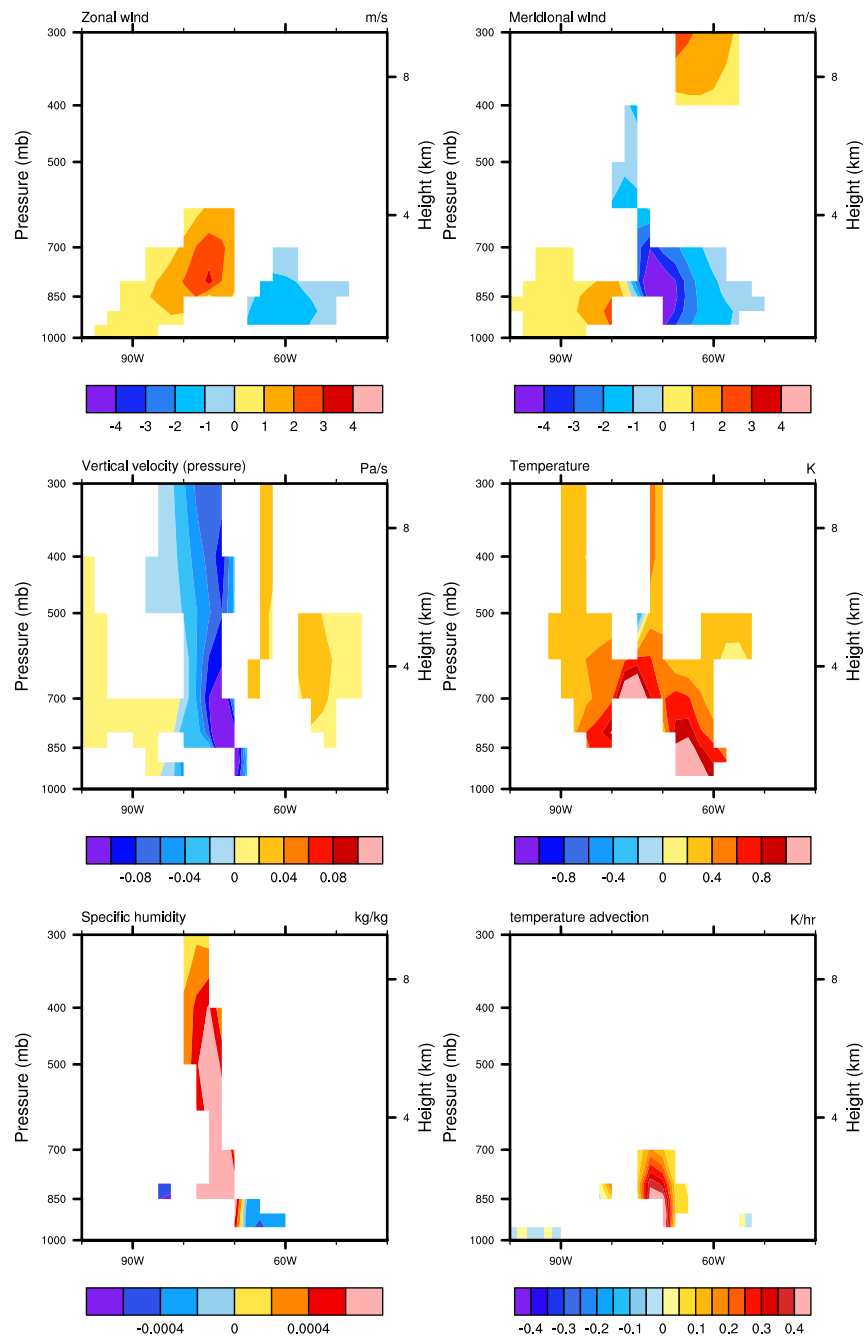 Zonal wind m/s
300
400
500
700
850
1000
Pressure (mb)
8
4
Height (km)
90W 60W
-4 -3 -2 -1 0 1 2 3 4
Meridional wind m/s
300
400
500
700
850
1000
Pressure (mb)
8
4
Height (km)
90W 60W
-4 -3 -2 -1 0 1 2 3 4
Vertical velocity (pressure) Pa/s
300
400
500
700
850
1000
Pressure (mb)
8
4
Height (km)
90W 60W
-0.08 -0.04 0 0.04 0.08
Temperature K
300
400
500
700
850
1000
Pressure (mb)
8
4
Height (km)
90W 60W
-0.8 -0.4 0 0.4 0.8
Specific humidity kg/kg
300
400
500
700
850
1000
Pressure (mb)
8
4
Height (km)
90W 60W
-0.0004 0 0.0004
temperature advection K/hr
300
400
500
700
850
1000
Pressure (mb)
8
4
Height (km)
90W 60W
-0.4 -0.3 -0.2 -0.1 0 0.1 0.2 0.3 0.4